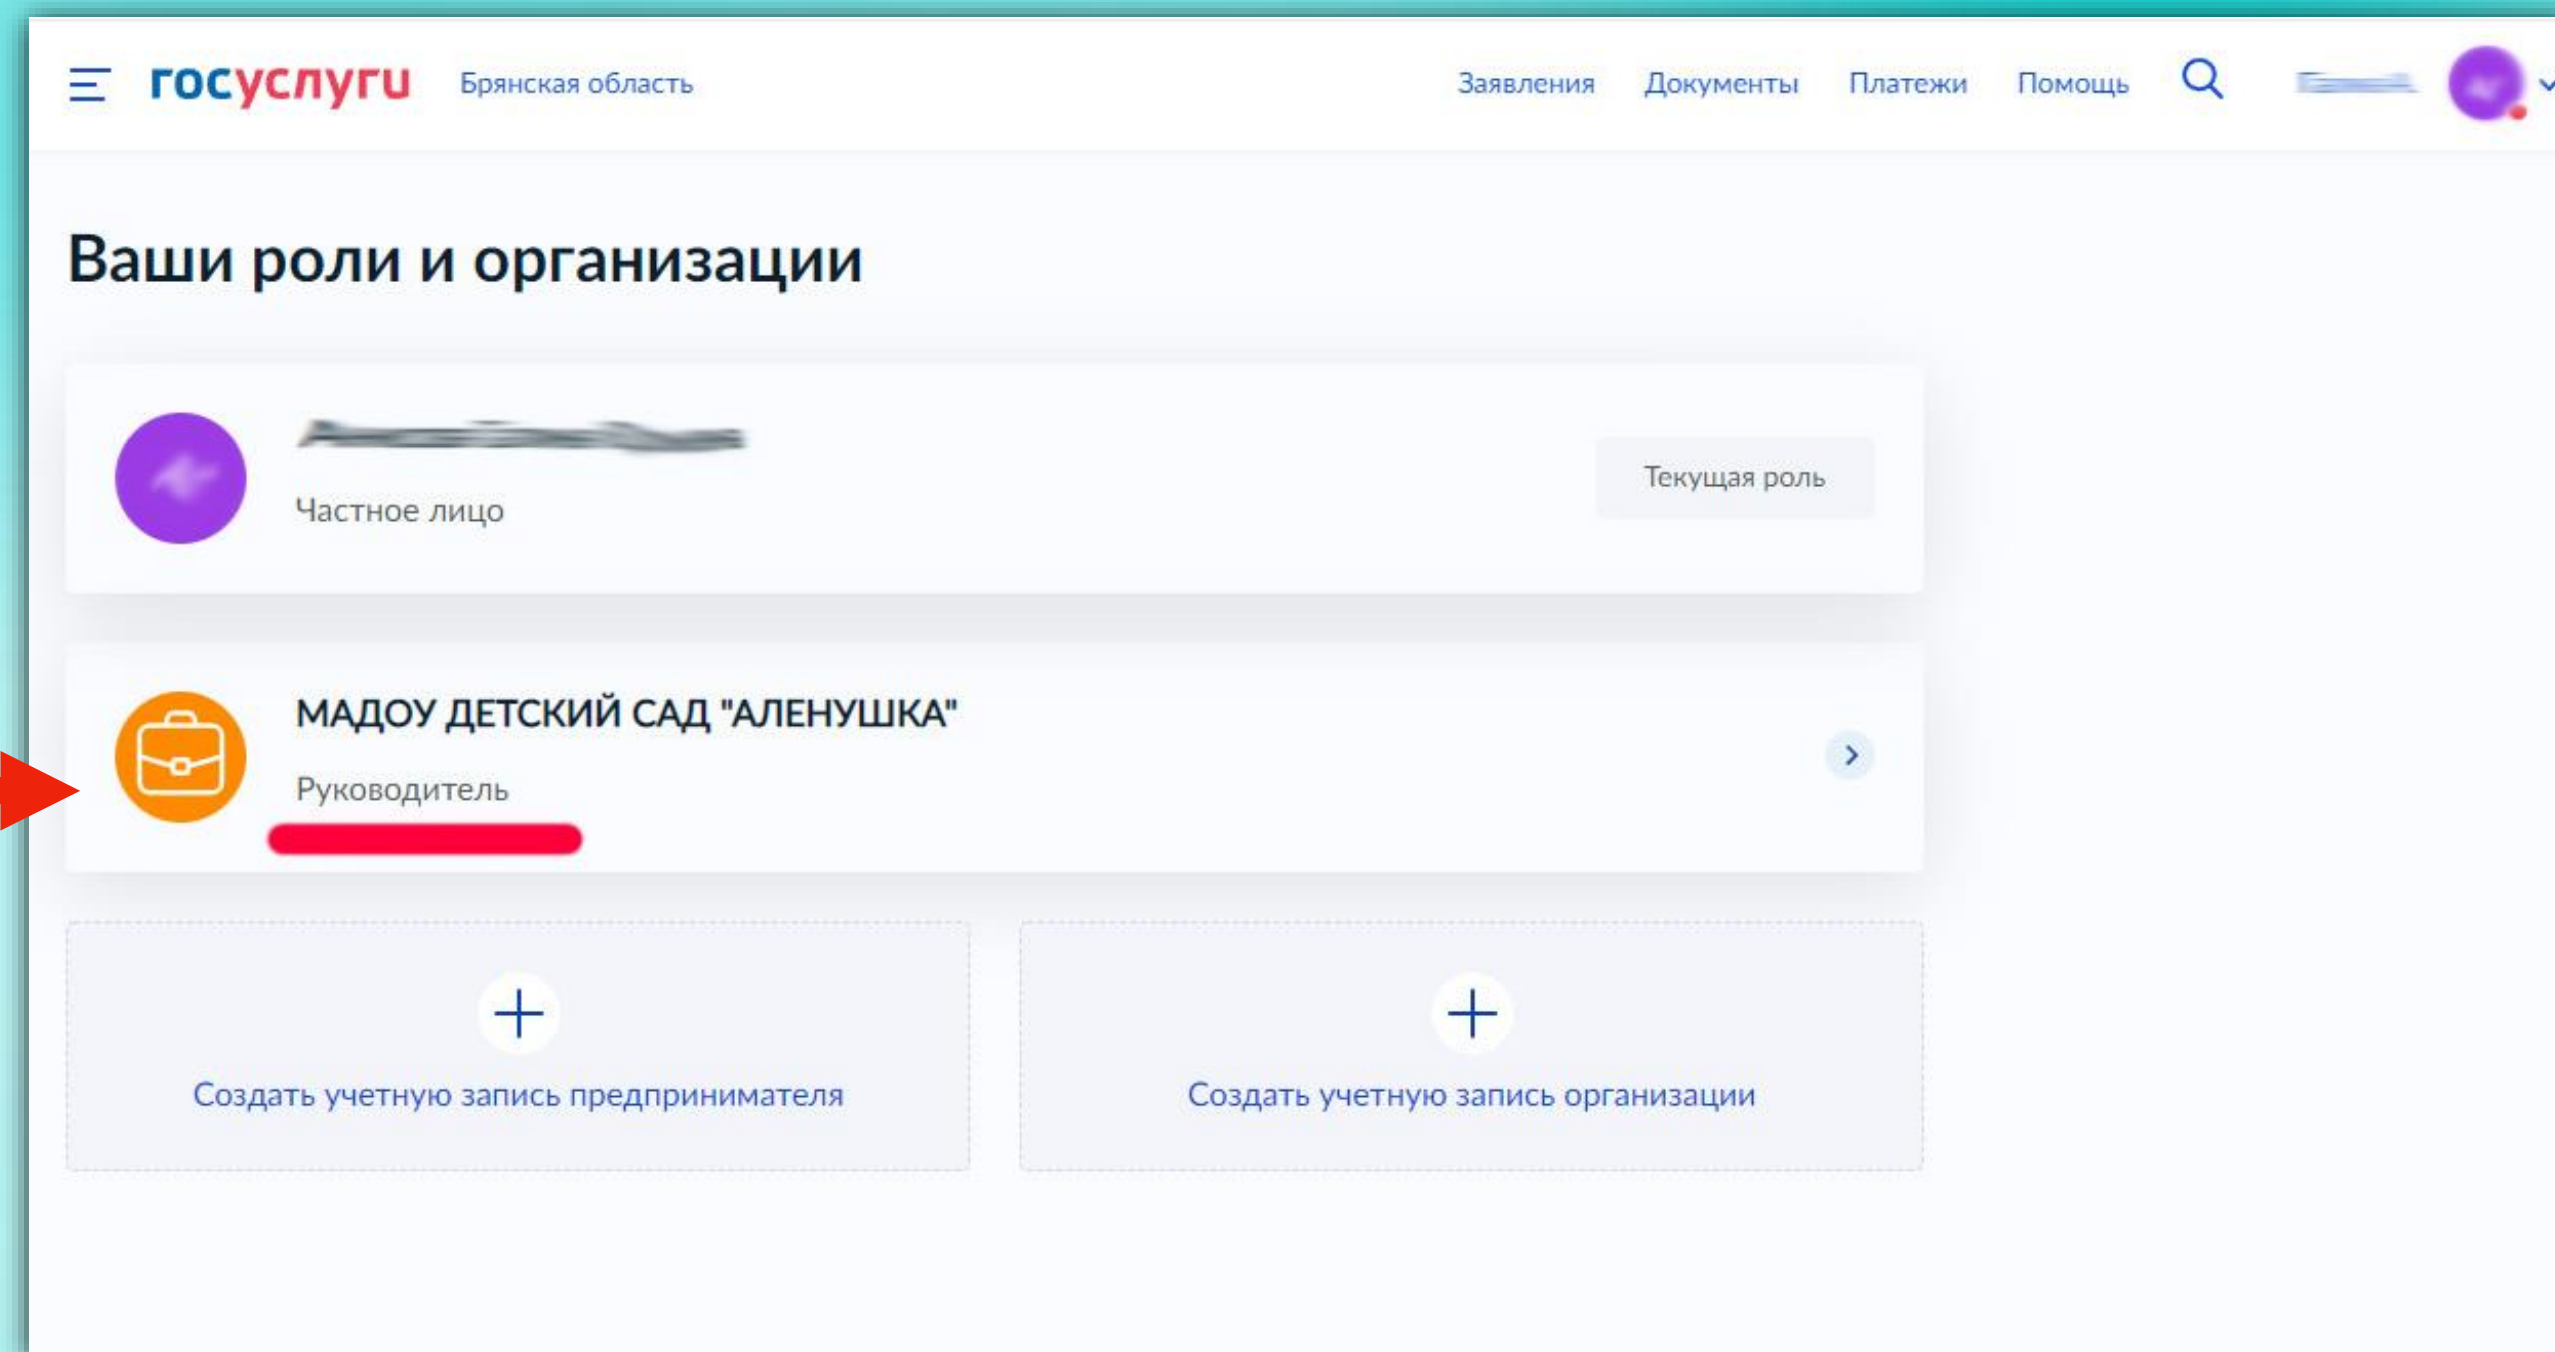 госуслуги Брянская область Заявления Документы Платежи Помощь
Ваши роли и организации
Частное лицо
Текущая роль
МАДОУ ДЕТСКИЙ САД "АЛЕНУШКА"
Руководитель
Создать учетную запись предпринимателя
Создать учетную запись организации